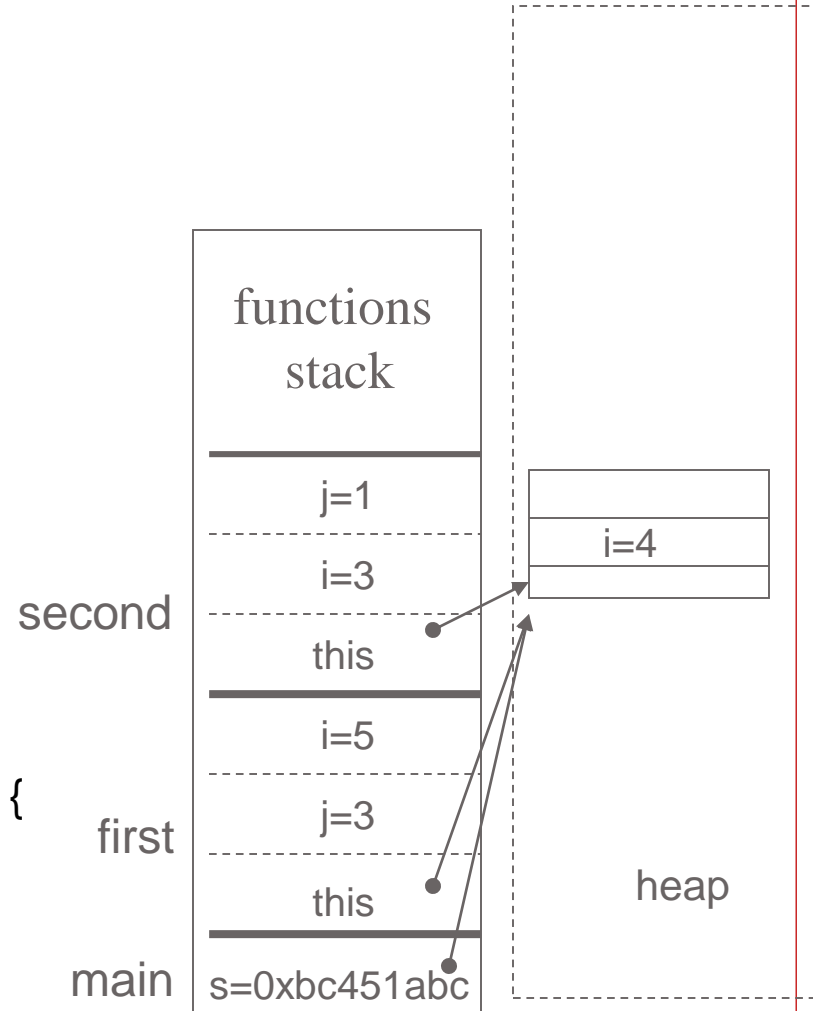 functions
stack
j=1
i=4
i=3
second
this
i=5
{
j=3
first
heap
this
main
s=0xbc451abc